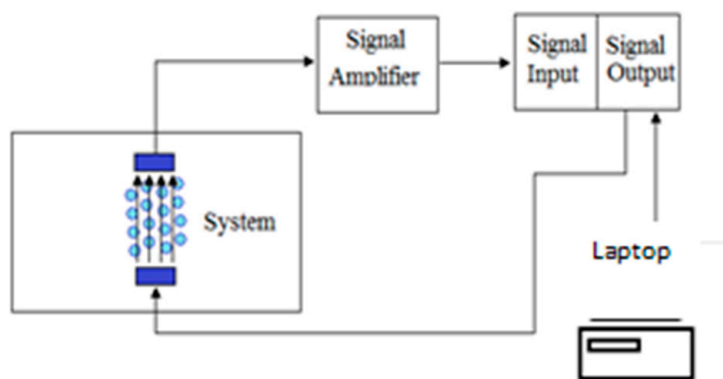 Signal
Amplifier
Signal
Input
Signal
Output
System
Laptop